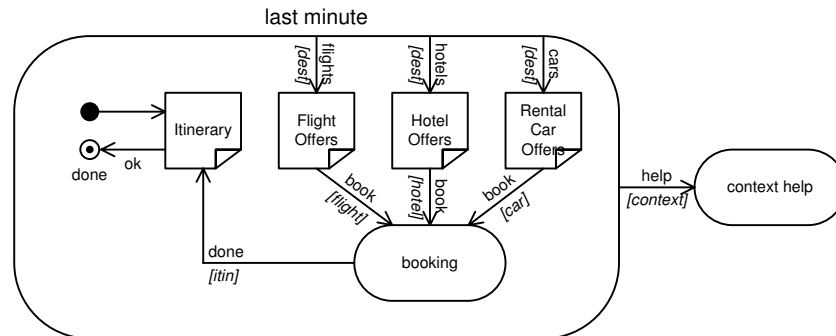 last minute
flights
[dest]
hotels
[dest]
cars
[dest]
Itinerary
Flight
Offers
Hotel
Offers
Rental
Car
Offers
ok
done
book
[flight]
book
[hotel]
book
[car]
help
[context]
context help
done
[itin]
booking